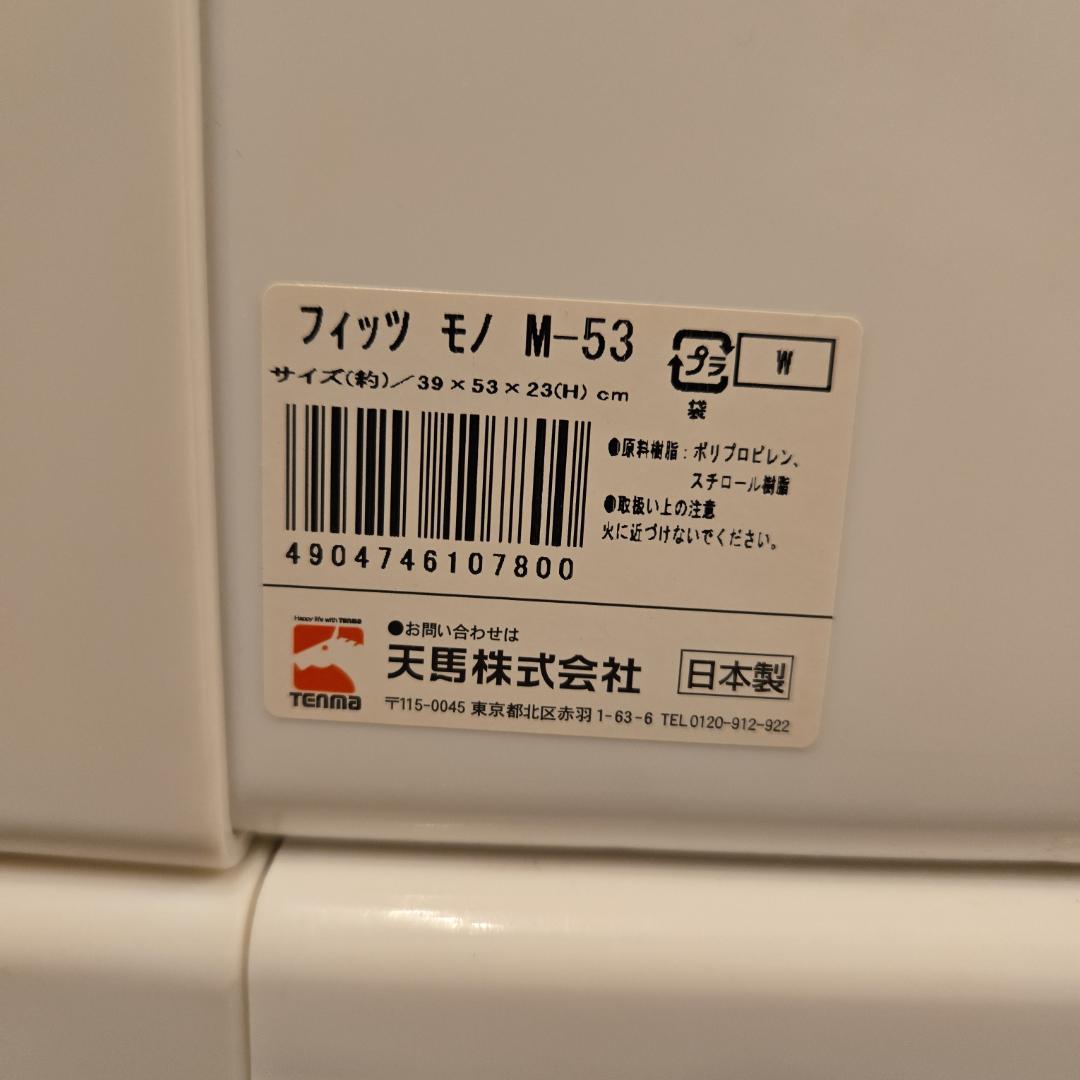 フィッツ モノ M-53
サイズ(約)/39×53×23(H) cm
プラ
袋
W
●原料樹脂：ポリプロピレン、
スチロール樹脂
●取扱い上の注意
火に近づけないでください。
4904746107800
Happy life with TENMA
TENMA
●お問い合わせは
天馬株式会社
日本製
〒115-0045 東京都北区赤羽1-63-6 TEL0120-912-922